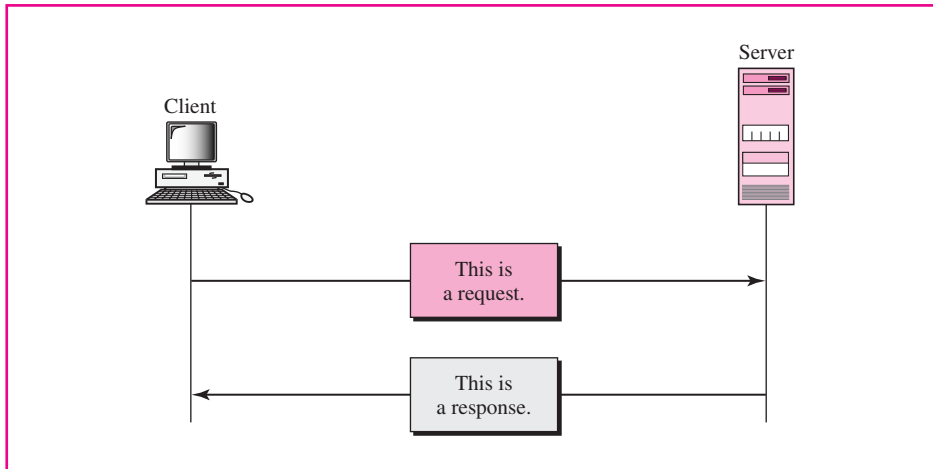 Server
Client
This is
a request.
This is
a response.